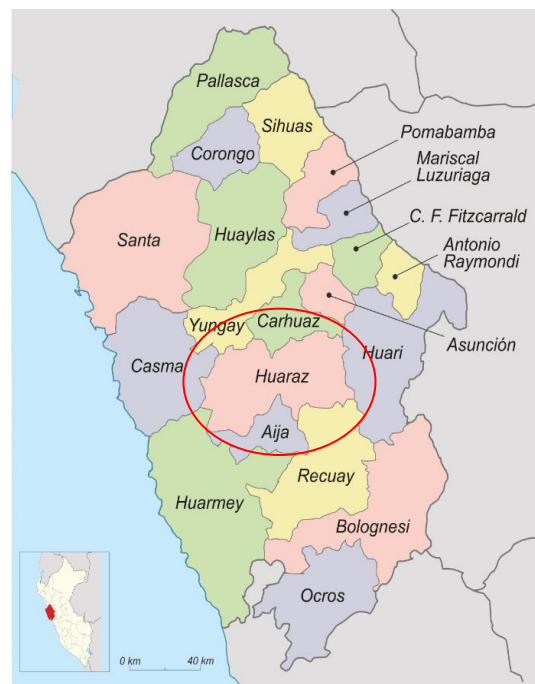 Pallasca
Sihuas
Corongo
Pomabamba
Mariscal
Luzuriaga
C. F. Fitzcarrald
Antonio
Raymondi
Santa
Huaylas
Yungay
Carhuaz
Asunción
Casma
Huari
Huaraz
Aija
Recuay
Huarmey
Bolognesi
Ocros
0 km
40 km